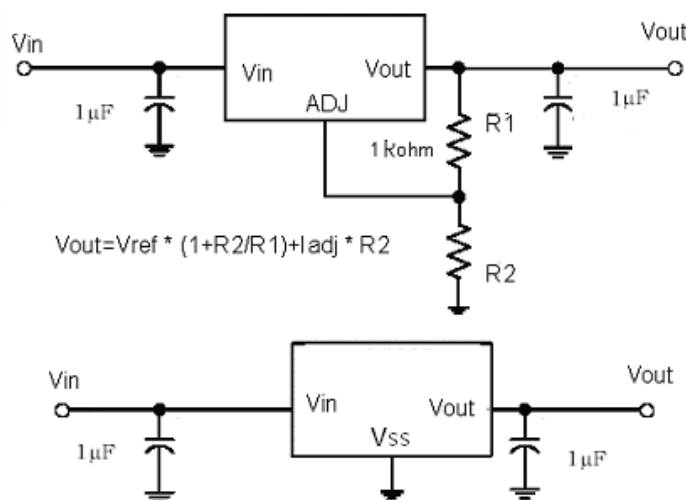 Vin
Vout
Vin
Vout
1μF
ADJ
R1
1μF
1kohm
Vout=Vref * (1+R2/R1)+Iadj * R2
R2
Vin
Vout
Vin
Vout
1μF
Vss
1μF